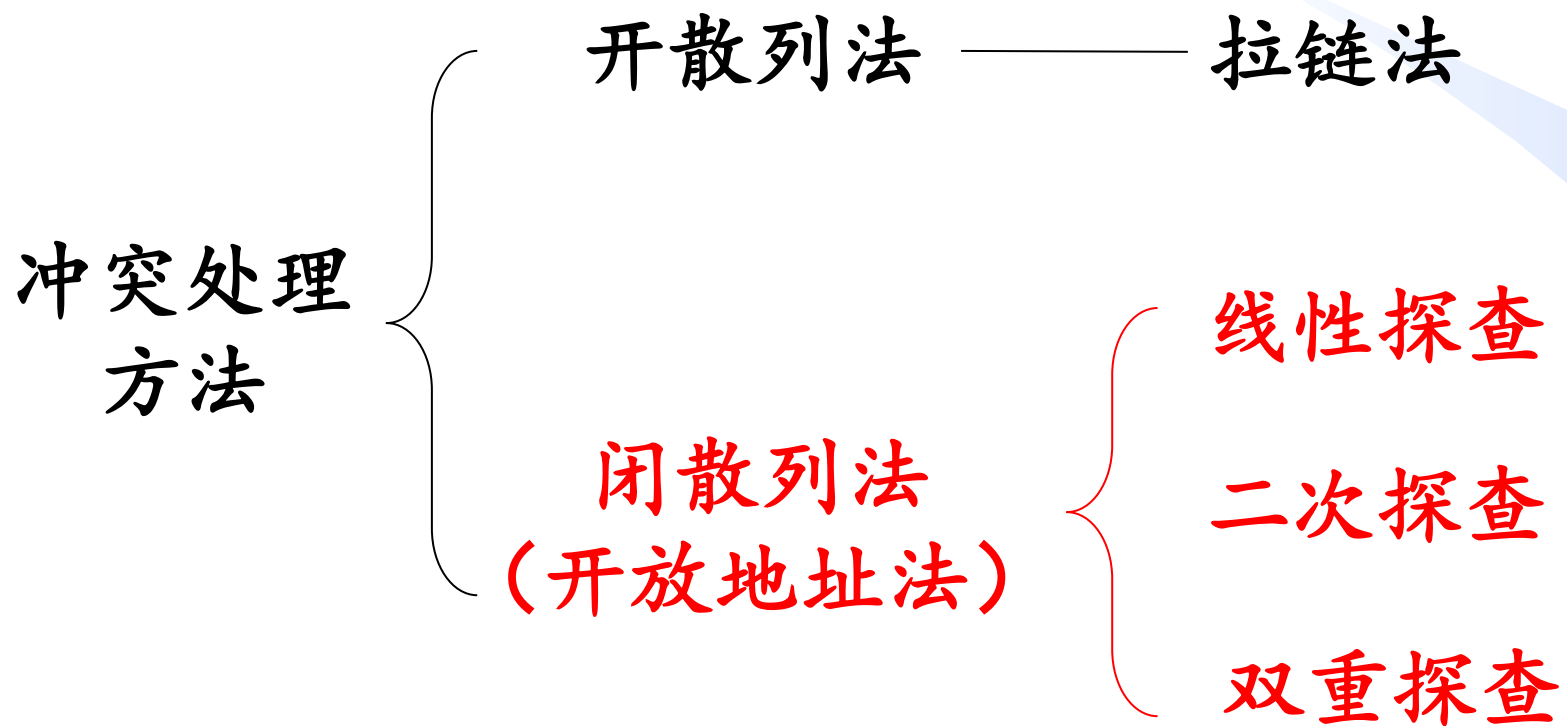 开散列法
拉链法
冲突处理
方法
闭散列法
（开放地址法）
线性探查
二次探查
双重探查